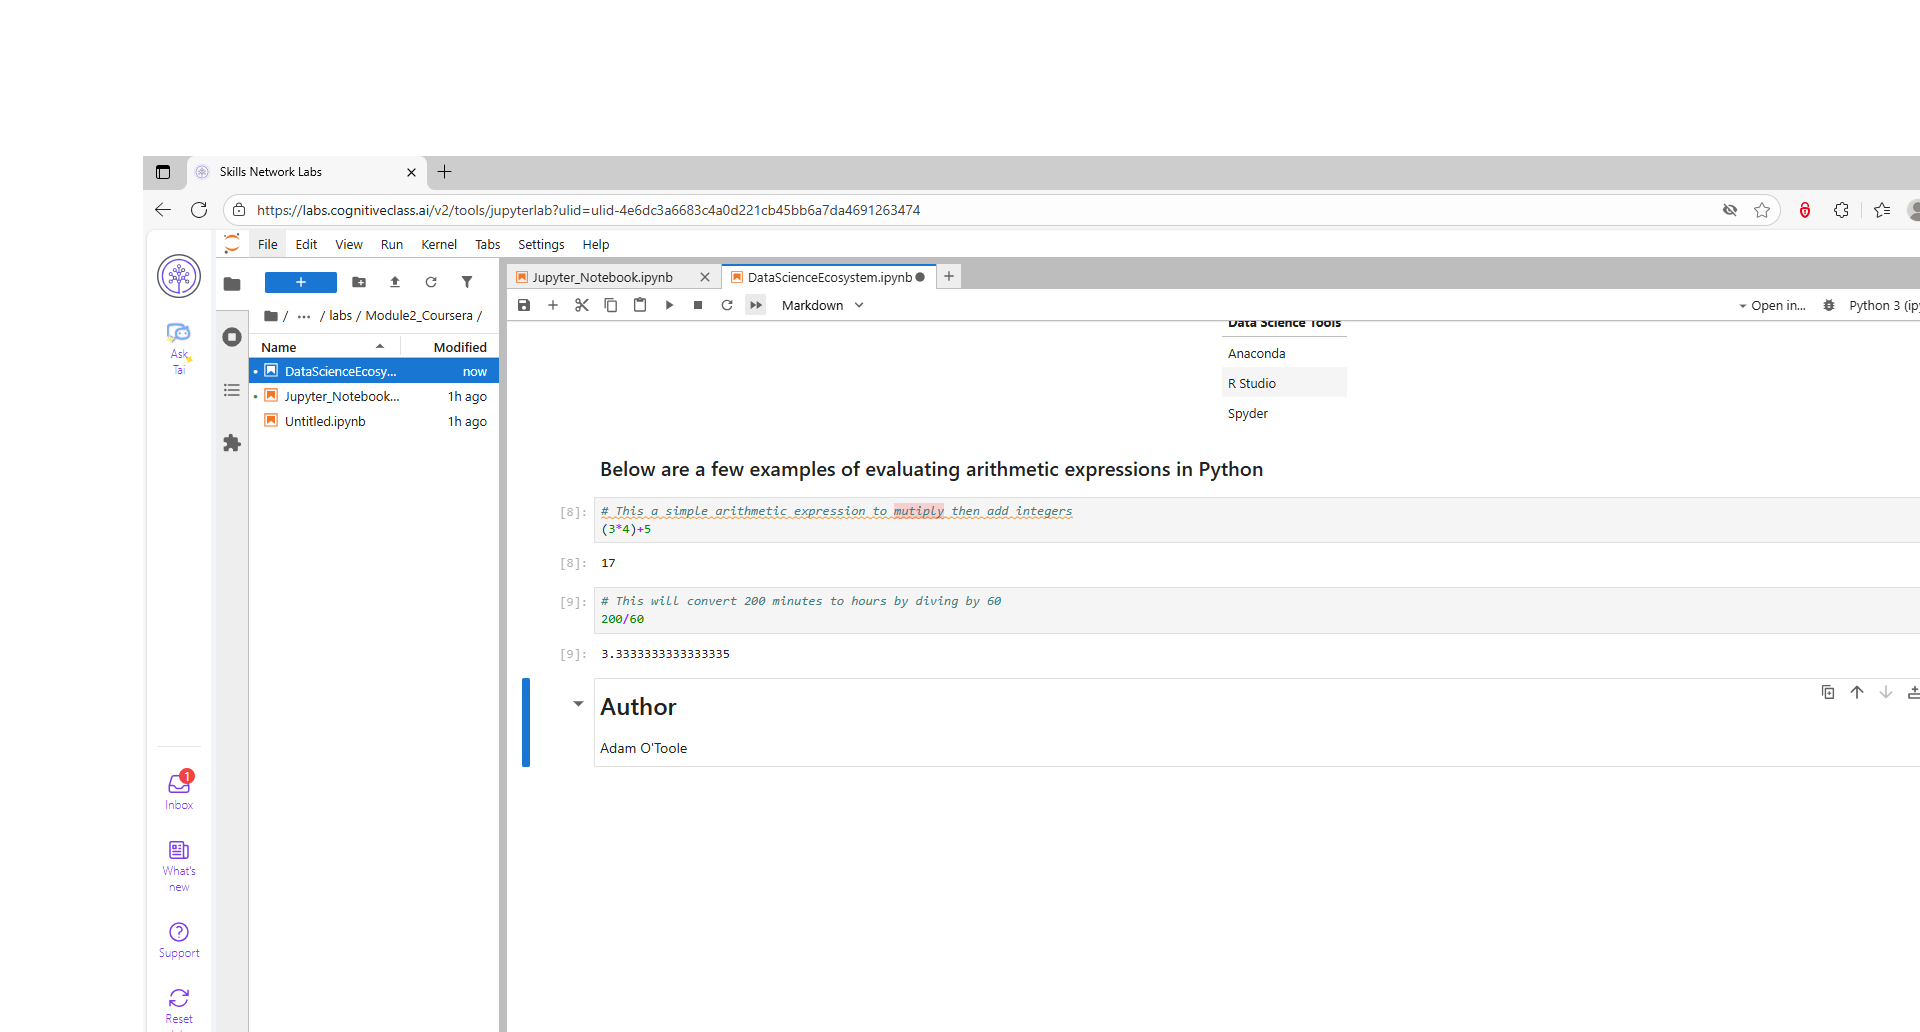 Skills Network Labs
https://labs.cognitiveclass.ai/v2/tools/jupyterlab?ulid=ulid-4e6dc3a6683c4a0d221cb45bb6a7da4691263474
File Edit View Run Kernel Tabs Settings Help
Ask
Tai
+
/ ... / labs / Module2_Coursera /
Name Modified
DataScienceEcosy... now
Jupyter_Notebook... 1h ago
Untitled.ipynb 1h ago
1
Inbox
What's
new
Support
Reset
Jupyter_Notebook.ipynb
DataScienceEcosystem.ipynb
Markdown
Open in...
Python 3 (ipy
Data Science Tools
Anaconda
R Studio
Spyder
Below are a few examples of evaluating arithmetic expressions in Python
[8]: # This a simple arithmetic expression to mutiply then add integers
(3*4)+5
[8]: 17
[9]: # This will convert 200 minutes to hours by diving by 60
200/60
[9]: 3.3333333333333335
Author
Adam O'Toole